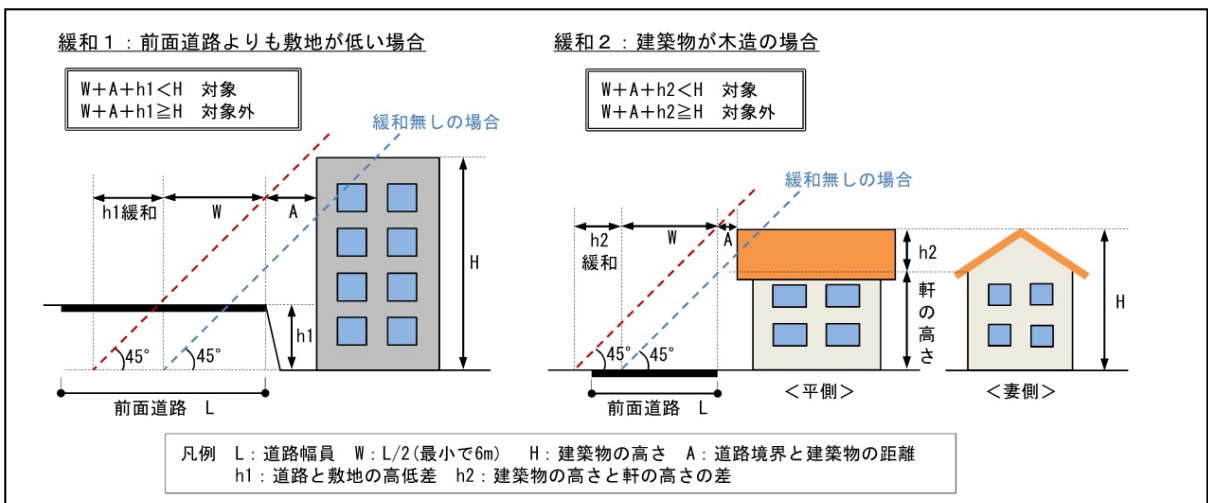 緩和１：前面道路よりも敷地が低い場合
W＋A＋h1＜H 対象
W＋A＋h1≧H 対象外
緩和無しの場合
h1緩和
W
A
H
h1
45°
45°
前面道路 L
緩和２：建築物が木造の場合
W＋A＋h2＜H 対象
W＋A＋h2≧H 対象外
緩和無しの場合
h2
緩和
W
A
h2
軒の高さ
H
45°
45°
前面道路 L
＜平側＞
＜妻側＞
凡例 L：道路幅員 W：L/2(最小で6m) H：建築物の高さ A：道路境界と建築物の距離
h1：道路と敷地の高低差 h2：建築物の高さと軒の高さの差